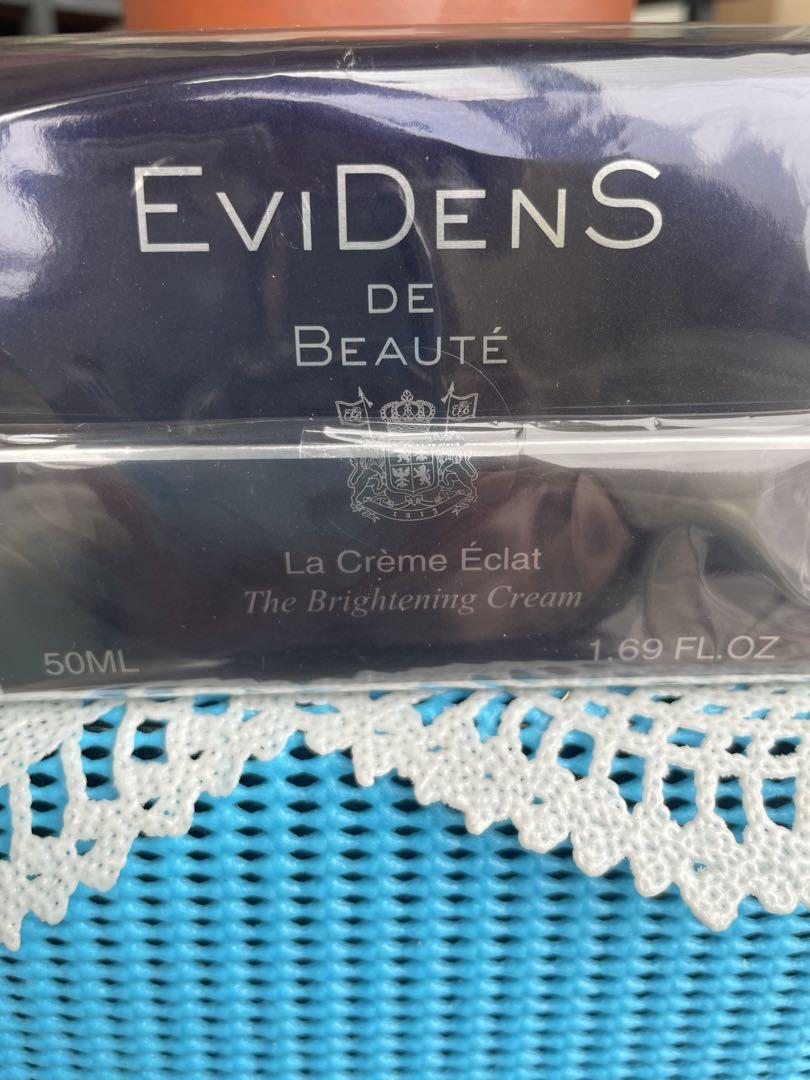 EviDenS
DE
Beauté
La Crème Éclat
The Brightening Cream
50ML
1.69 FL.OZ